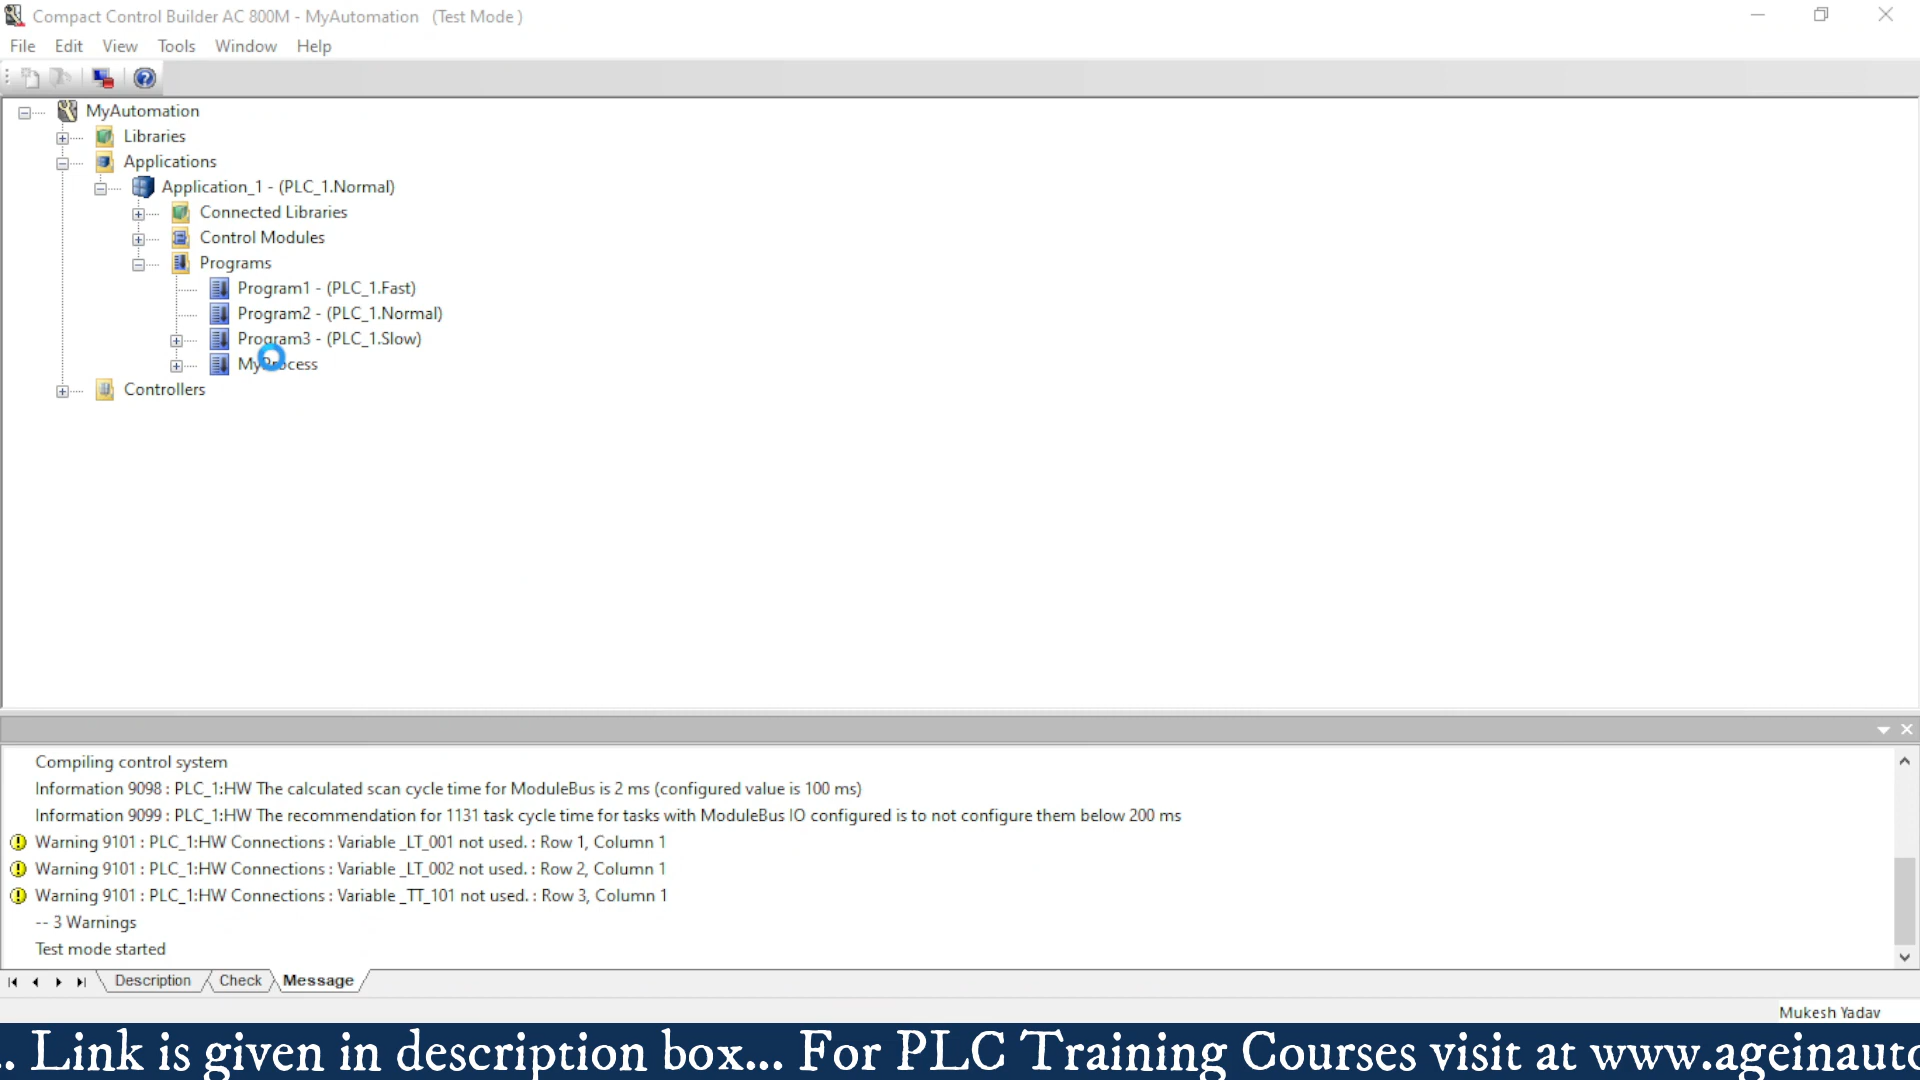 Compact Control Builder AC 800M - MyAutomation   (Test Mode )
File Edit View Tools Window Help
MyAutomation
Libraries
Applications
Application_1 - (PLC_1.Normal)
Connected Libraries
Control Modules
Programs
Program1 - (PLC_1.Fast)
Program2 - (PLC_1.Normal)
Program3 - (PLC_1.Slow)
MyProcess
Controllers
Compiling control system
Information 9098 : PLC_1:HW The calculated scan cycle time for ModuleBus is 2 ms (configured value is 100 ms)
Information 9099 : PLC_1:HW The recommendation for 1131 task cycle time for tasks with ModuleBus IO configured is to not configure them below 200 ms
Warning 9101 : PLC_1:HW Connections : Variable _LT_001 not used. : Row 1, Column 1
Warning 9101 : PLC_1:HW Connections : Variable _LT_002 not used. : Row 2, Column 1
Warning 9101 : PLC_1:HW Connections : Variable _TT_101 not used. : Row 3, Column 1
-- 3 Warnings
Test mode started
Description Check Message
Mukesh Yadav
.. Link is given in description box... For PLC Training Courses visit at www.ageinauto